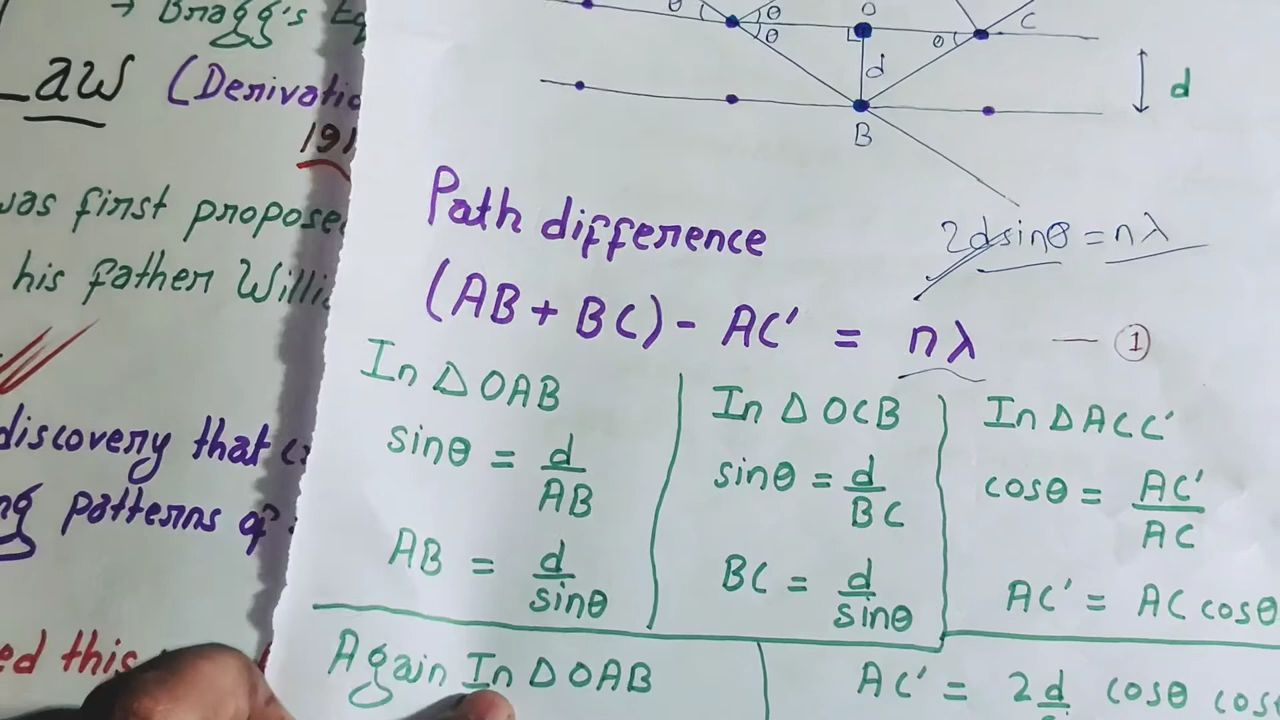 → Bragg's
Law (Derivatio
191
was first propose
his father Willi
discovery that
ng patterns of
ed this
θ θ O C
θ θ
d
d
B
Path difference
2dsinθ = nλ
(AB + BC) - AC' = nλ — ①
In Δ OAB
sinθ = d/AB
AB = d/sinθ
In Δ OCB
sinθ = d/BC
BC = d/sinθ
In Δ ACC'
cosθ = AC'/AC
AC' = AC cosθ
Again In Δ OAB
AC' = 2d cosθ cos